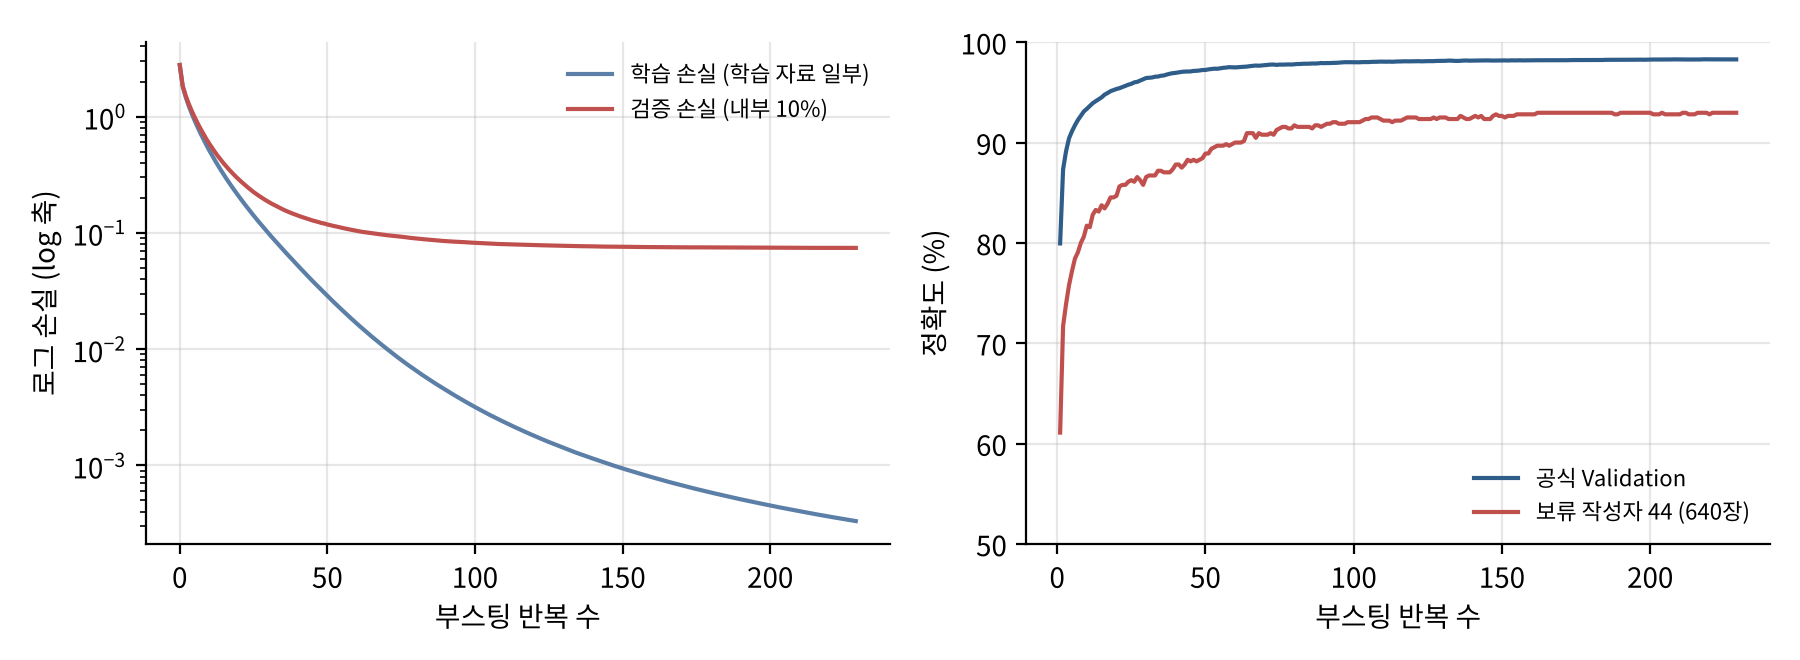 학습 손실 (학습 자료 일부)
검증 손실 (내부 10%)
로그 손실 (log 축)
10⁰
10⁻¹
10⁻²
10⁻³
0 50 100 150 200
부스팅 반복 수
정확도 (%)
100
90
80
70
60
50
공식 Validation
보류 작성자 44 (640장)
0 50 100 150 200
부스팅 반복 수